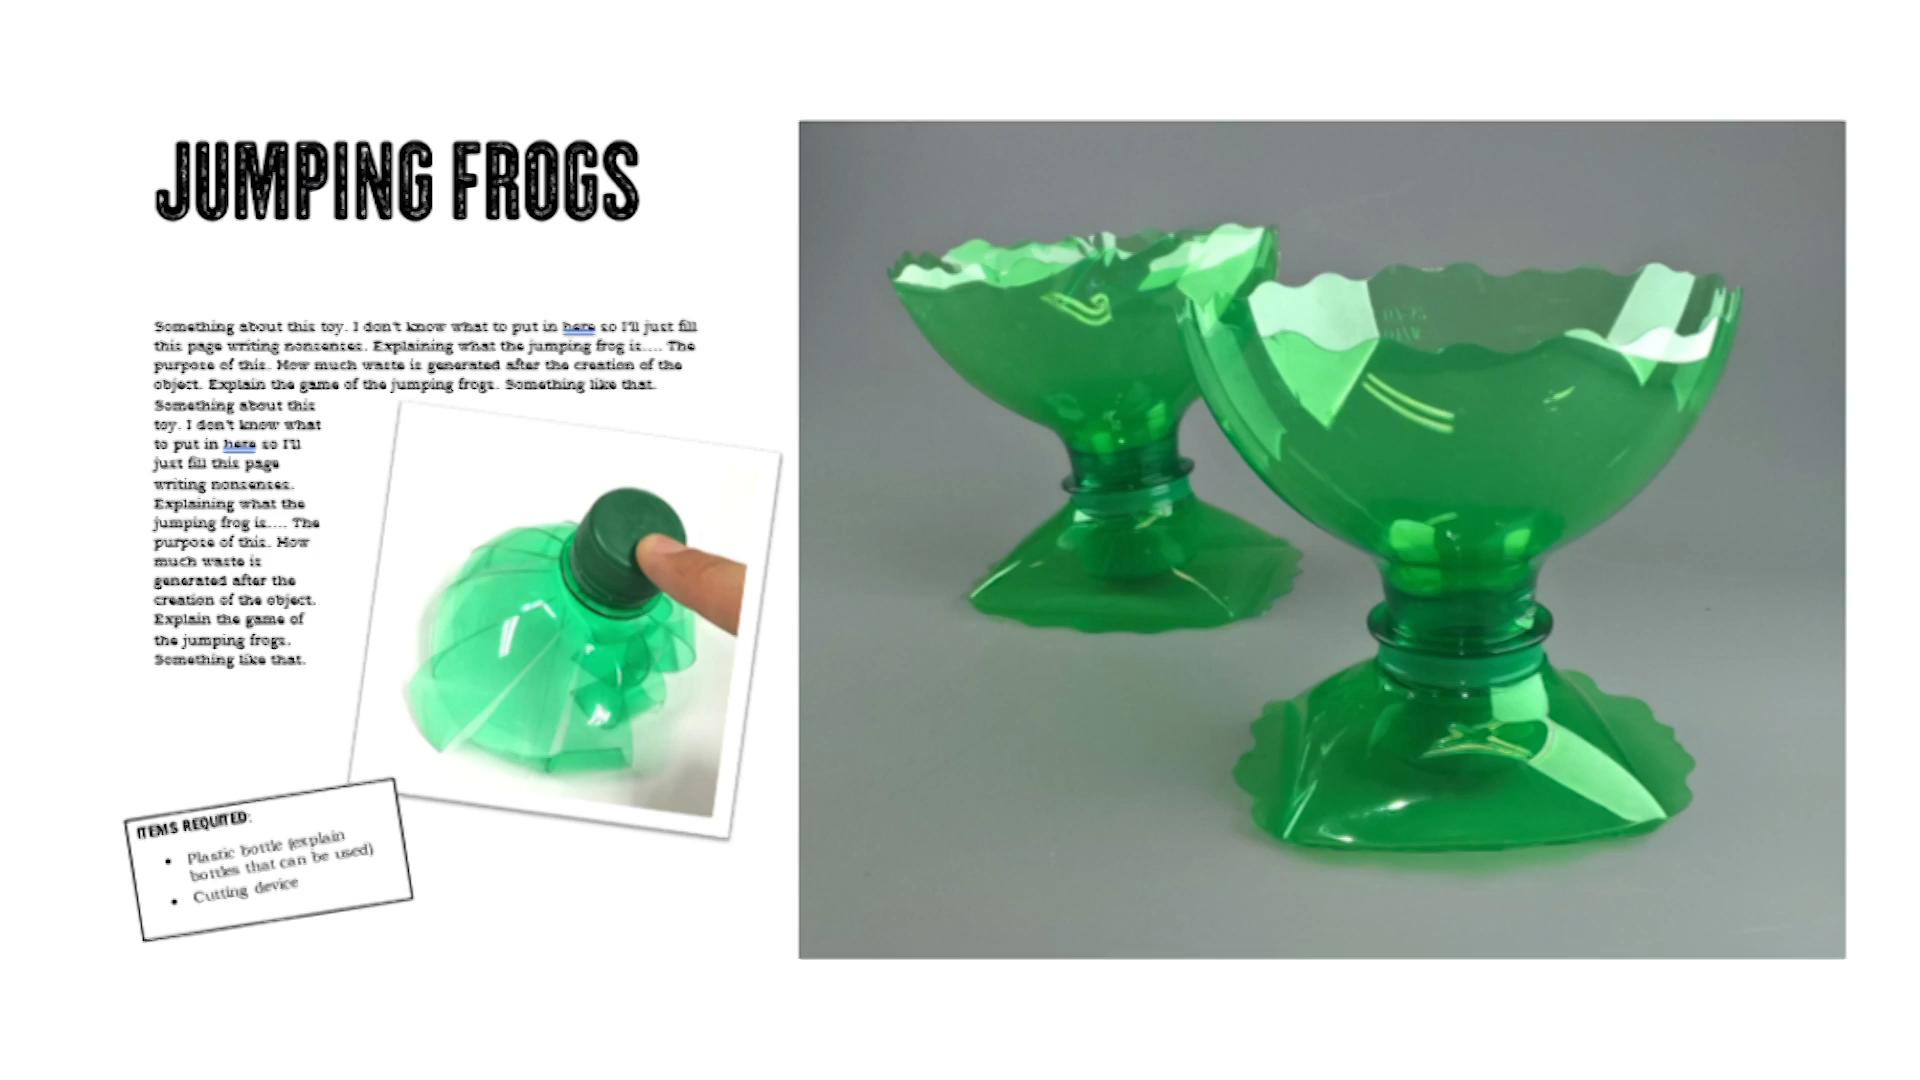 JUMPING FROGS
Something about this toy. I don't know what to put in here so I'll just fill
this page writing nonsenses. Explaining what the jumping frog is.... The
purpose of this. How much waste is generated after the creation of the
object. Explain the game of the jumping frogs. Something like that.
Something about this
toy. I don't know what
to put in here so I'll
just fill this page
writing nonsenses.
Explaining what the
jumping frog is.... The
purpose of this. How
much waste is
generated after the
creation of the object.
Explain the game of
the jumping frogs.
Something like that.
ITEMS REQUITED:
• Plastic bottle (explain
bottles that can be used)
• Cutting device